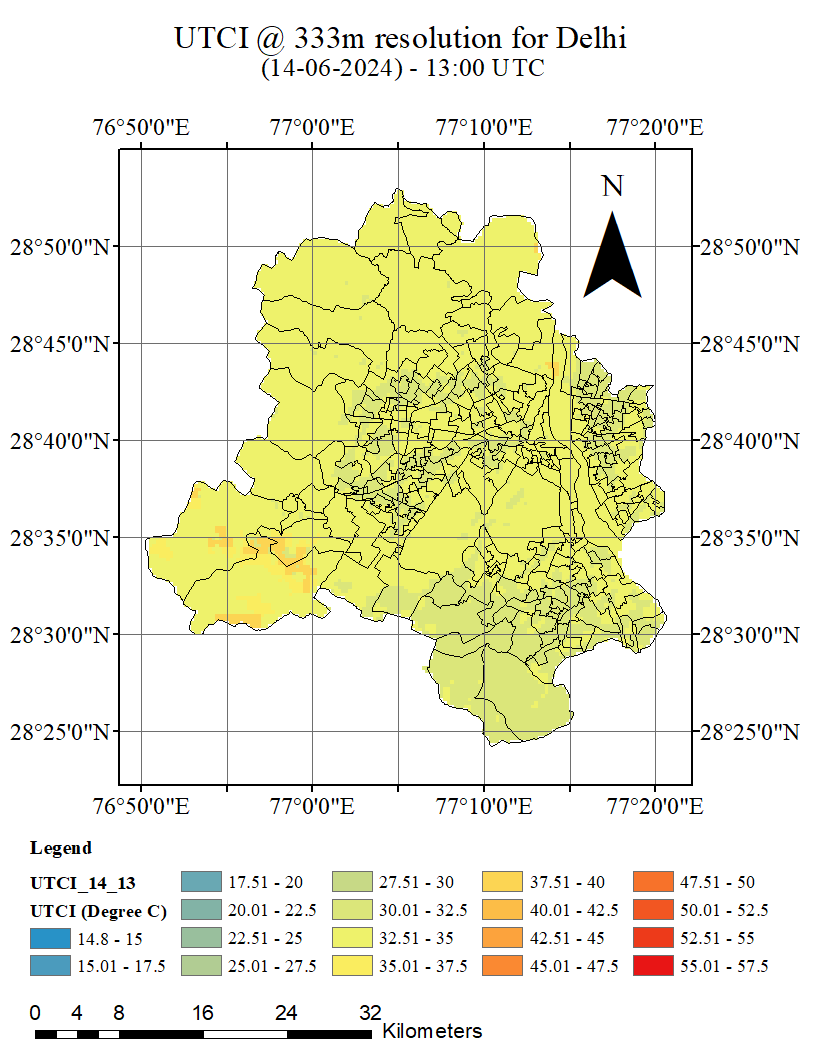 UTCI @ 333m resolution for Delhi
(14-06-2024) - 13:00 UTC
76°50'0"E 77°0'0"E 77°10'0"E 77°20'0"E
N
28°50'0"N 28°50'0"N
28°45'0"N 28°45'0"N
28°40'0"N 28°40'0"N
28°35'0"N 28°35'0"N
28°30'0"N 28°30'0"N
28°25'0"N 28°25'0"N
76°50'0"E 77°0'0"E 77°10'0"E 77°20'0"E
Legend
UTCI_14_13 17.51 - 20 27.51 - 30 37.51 - 40 47.51 - 50
UTCI (Degree C) 20.01 - 22.5 30.01 - 32.5 40.01 - 42.5 50.01 - 52.5
14.8 - 15 22.51 - 25 32.51 - 35 42.51 - 45 52.51 - 55
15.01 - 17.5 25.01 - 27.5 35.01 - 37.5 45.01 - 47.5 55.01 - 57.5
0 4 8 16 24 32
Kilometers